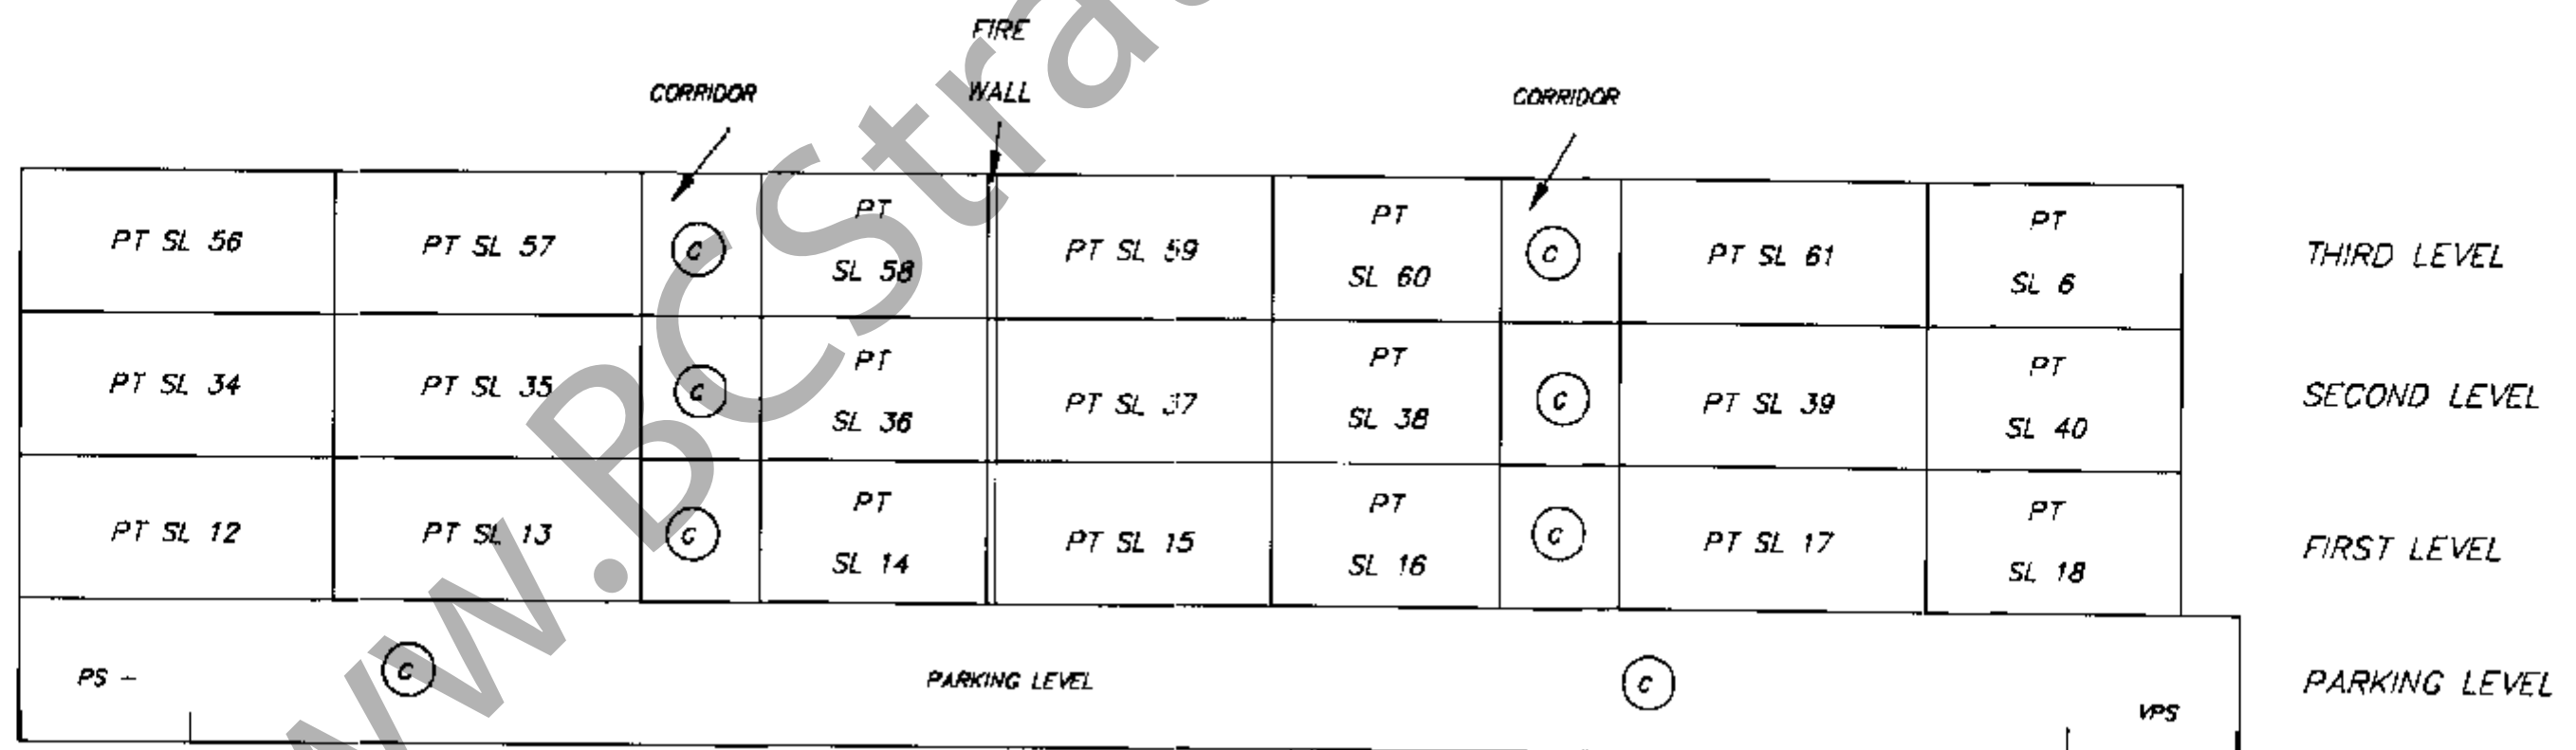 FIRE
WALL
CORRIDOR
CORRIDOR
PT SL 56
PT SL 57
C
PT
SL 58
PT SL 59
PT
SL 60
C
PT SL 61
PT
SL 6
THIRD LEVEL
PT SL 34
PT SL 35
C
PT
SL 36
PT SL 37
PT
SL 38
C
PT SL 39
PT
SL 40
SECOND LEVEL
PT SL 12
PT SL 13
C
PT
SL 14
PT SL 15
PT
SL 16
C
PT SL 17
PT
SL 18
FIRST LEVEL
PS –
C
PARKING LEVEL
C
VPS
PARKING LEVEL
www.BCStra